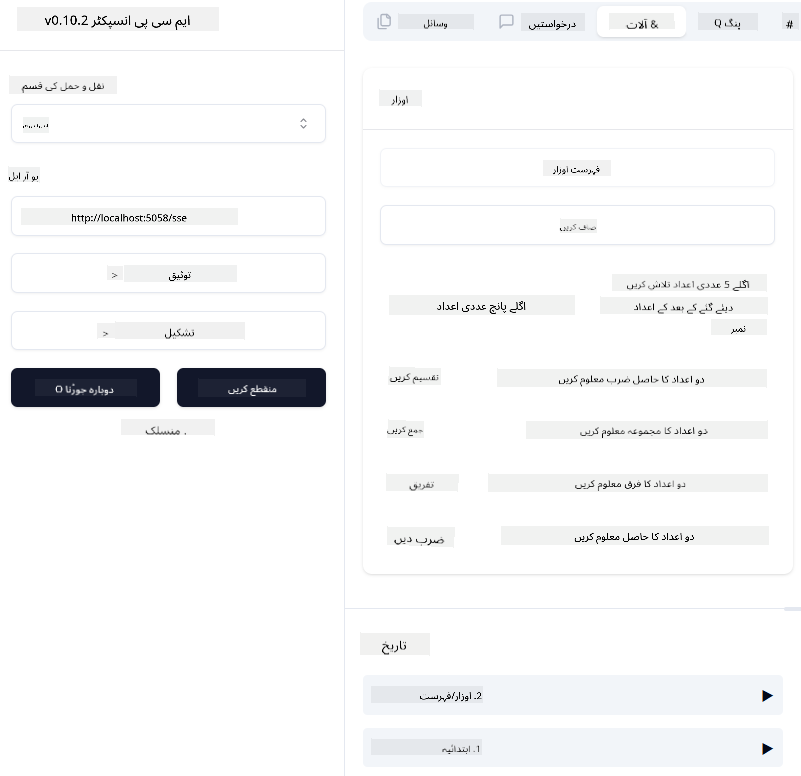 ایم سی پی انسپکٹر v0.10.2
نقل و حمل کی قسم
یو آر ایل
http://localhost:5058/sse
> توثیق
> تشکیل
دوبارہ جوڑنا O
منقطع کریں
. منسلک
وسائل
درخواستیں
& آلات
پنگ Q
#
اوزار
فہرست اوزار
صاف کریں
اگلے پانچ عددی اعداد
اگلے 5 عددی اعداد تلاش کریں
دیئے گئے کے بعد کے اعداد
نمبر
تقسیم کریں
دو اعداد کا حاصل ضرب معلوم کریں
جمع کریں
دو اعداد کا مجموعہ معلوم کریں
تفریق
دو اعداد کا فرق معلوم کریں
ضرب دیں
دو اعداد کا حاصل معلوم کریں
تاریخ
2. اوزار/فہرست
1. ابتدائیہ